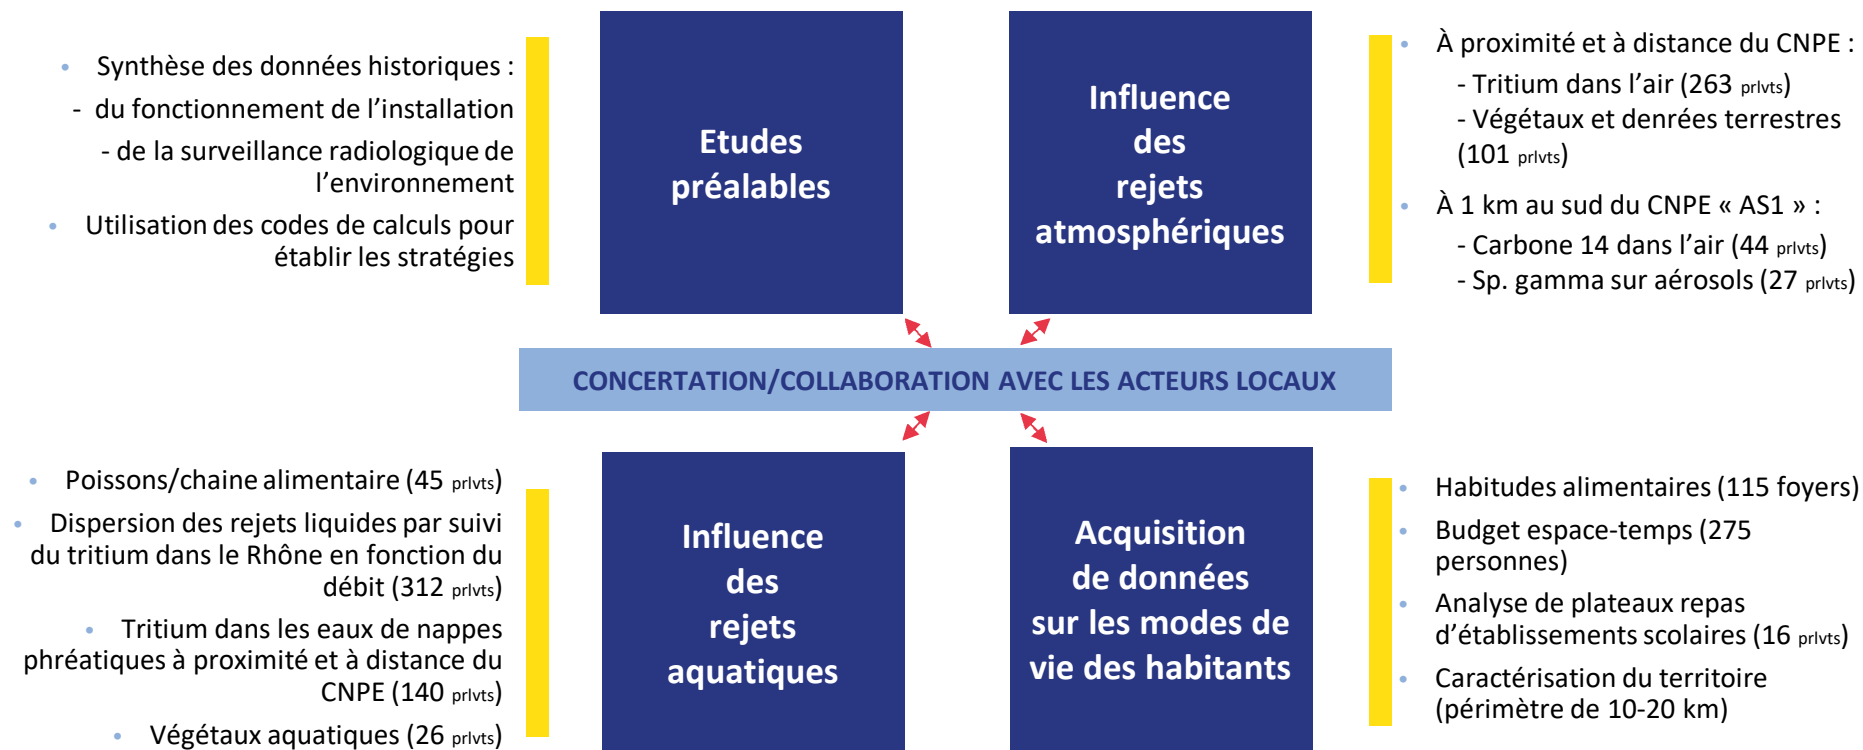 • Synthèse des données historiques :
- du fonctionnement de l’installation
- de la surveillance radiologique de
l’environnement
• Utilisation des codes de calculs pour
établir les stratégies
Etudes
préalables
Influence
des
rejets
atmosphériques
• À proximité et à distance du CNPE :
- Tritium dans l’air (263 prlvts)
- Végétaux et denrées terrestres
(101 prlvts)
• À 1 km au sud du CNPE « AS1 » :
- Carbone 14 dans l’air (44 prlvts)
- Sp. gamma sur aérosols (27 prlvts)
CONCERTATION/COLLABORATION AVEC LES ACTEURS LOCAUX
• Poissons/chaine alimentaire (45 prlvts)
• Dispersion des rejets liquides par suivi
du tritium dans le Rhône en fonction du
débit (312 prlvts)
• Tritium dans les eaux de nappes
phréatiques à proximité et à distance du
CNPE (140 prlvts)
• Végétaux aquatiques (26 prlvts)
Influence
des
rejets
aquatiques
Acquisition
de données
sur les modes de
vie des habitants
• Habitudes alimentaires (115 foyers)
• Budget espace-temps (275
personnes)
• Analyse de plateaux repas
d’établissements scolaires (16 prlvts)
• Caractérisation du territoire
(périmètre de 10-20 km)